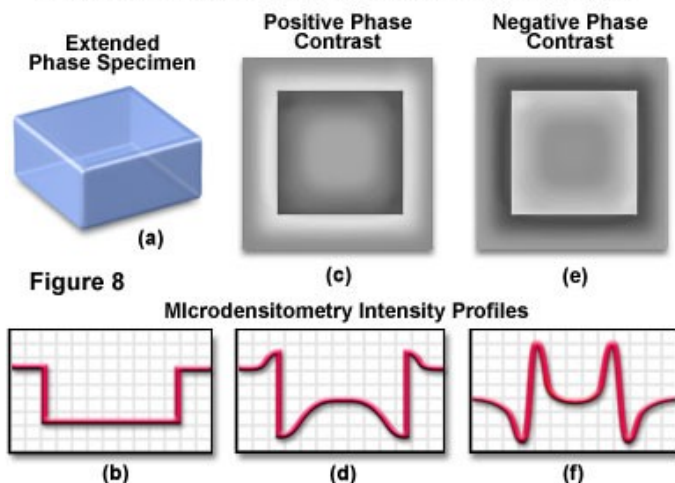 Extended
Phase Specimen
Positive Phase
Contrast
Negative Phase
Contrast
(a)
(c)
(e)
Figure 8
MIcrodensitometry Intensity Profiles
(b)
(d)
(f)